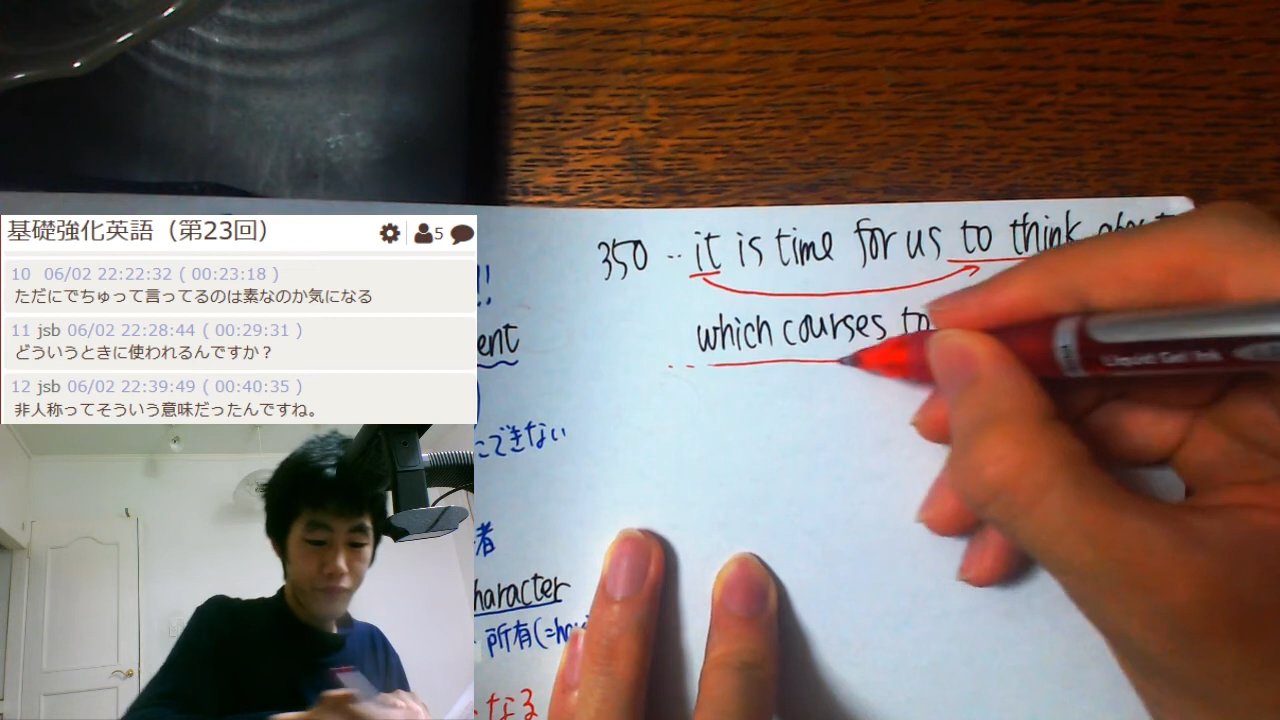 基礎強化英語（第23回）
5
10 06/02 22:22:32 ( 00:23:18 )
ただにでちゅって言ってるのは素なのか気になる
11 jsb 06/02 22:28:44 ( 00:29:31 )
どういうときに使われるんですか？
12 jsb 06/02 22:39:49 ( 00:40:35 )
非人称ってそういう意味だったんですね。
350 .. it is time for us to think about
which courses to
!!
ent
こできない
者
haracter
所有(=ha
なる
Liquid Gel Ink